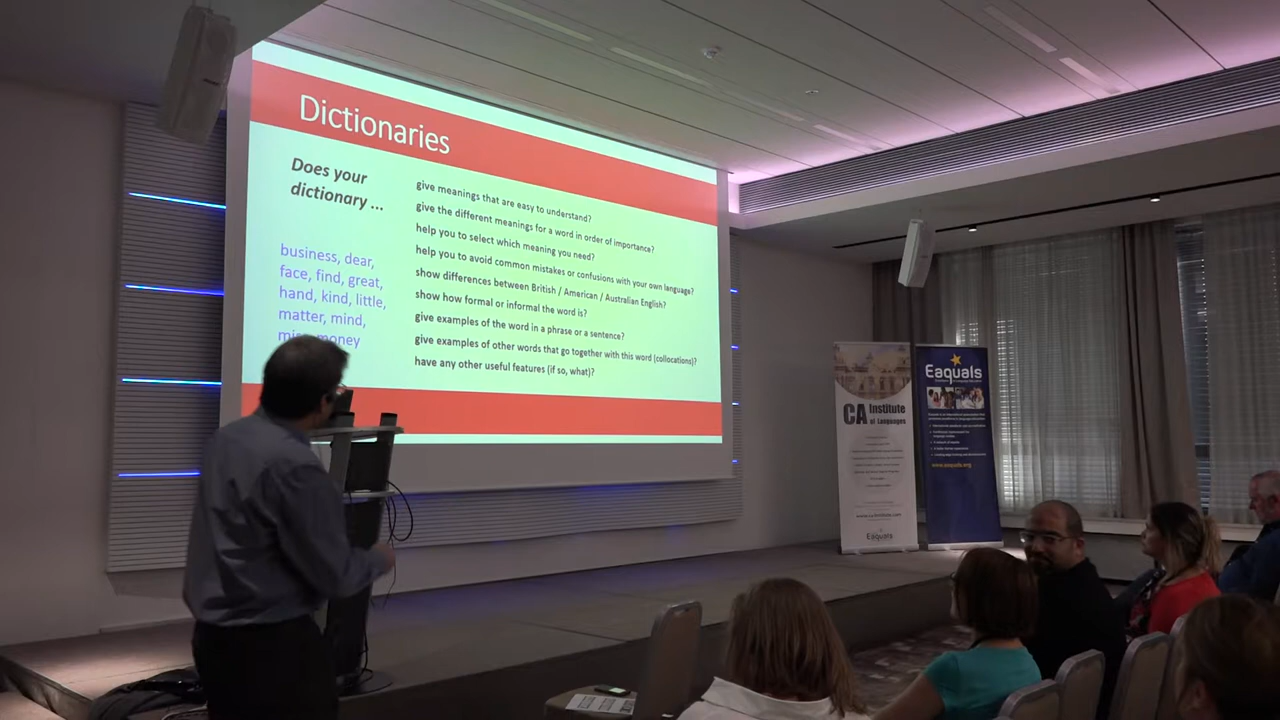 Dictionaries
Does your
dictionary ...
business, dear,
face, find, great,
hand, kind, little,
matter, mind,
money
give meanings that are easy to understand?
give the different meanings for a word in order of importance?
help you to select which meaning you need?
help you to avoid common mistakes or confusions with your own language?
show differences between British / American / Australian English?
show how formal or informal the word is?
give examples of the word in a phrase or a sentence?
give examples of other words that go together with this word (collocations)?
have any other useful features (if so, what)?
CA Institute
of Languages
Eaquals
Eaquals
www.eaquals.org